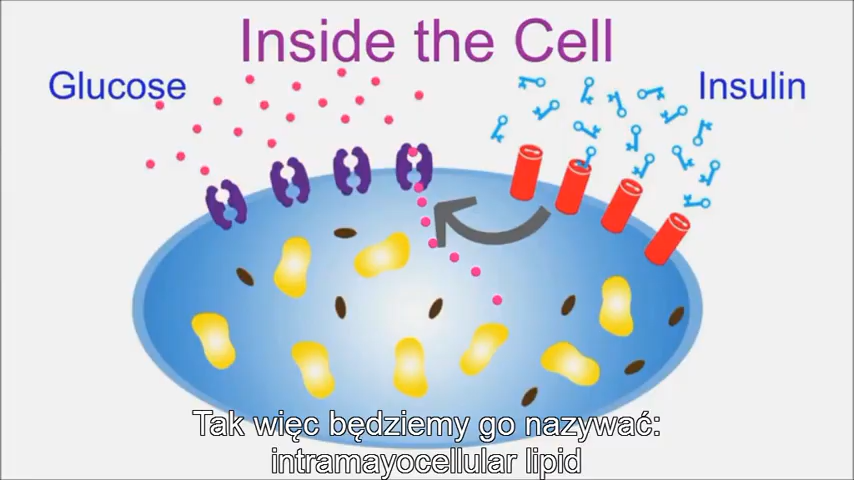 Inside the Cell
Glucose
Insulin
Tak więc będziemy go nazywać:
intramayocellular lipid